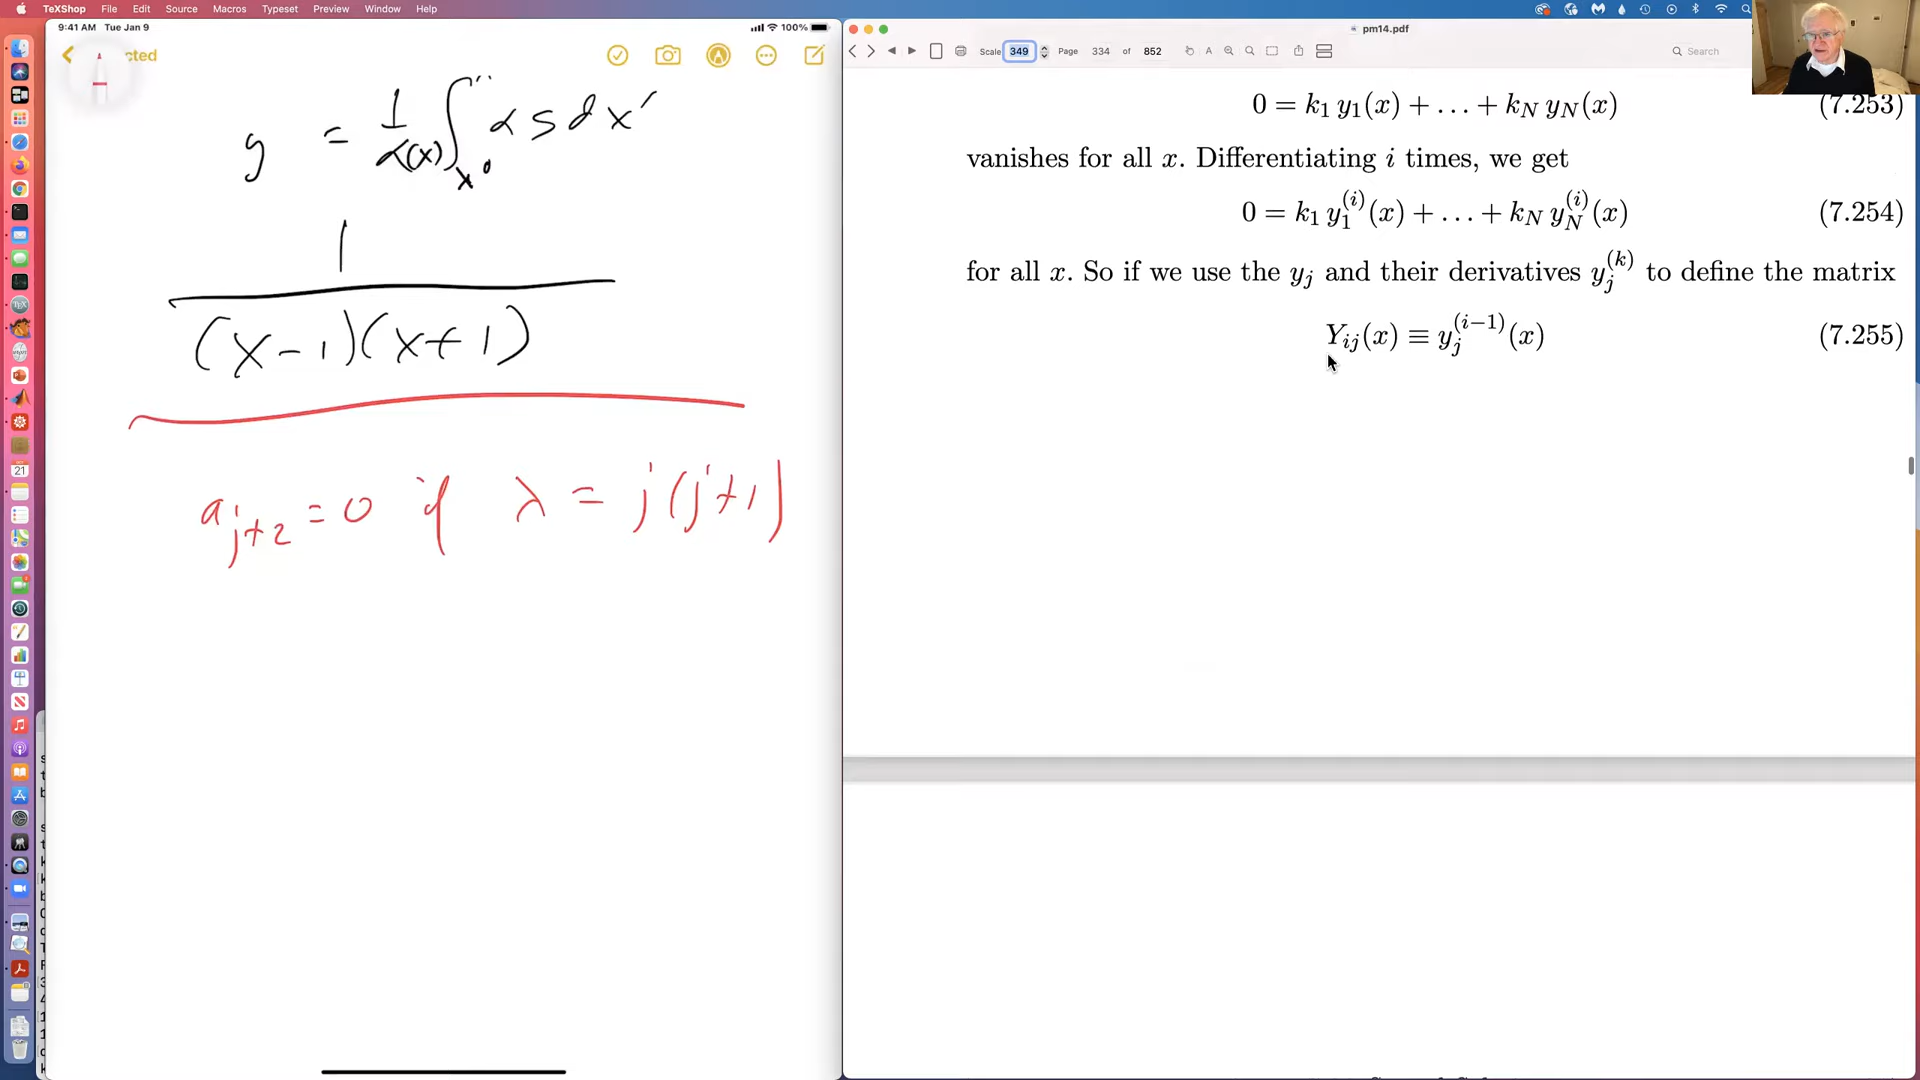 TeXShop File Edit Source Macros Typeset Preview Window Help
9:41 AM Tue Jan 9
100%
cted
y = 1/α(x) ∫ x⁰ α s d x′
1
(x-1)(x+1)
a j+2 = 0 if λ = j(j+1)
21
pm14.pdf
Scale 349 Page 334 of 852
Search
0 = k₁ y₁(x) + … + k_N y_N(x) (7.253)
vanishes for all x. Differentiating i times, we get
0 = k₁ y₁^(i)(x) + … + k_N y_N^(i)(x) (7.254)
for all x. So if we use the y_j and their derivatives y_j^(k) to define the matrix
Y_ij(x) ≡ y_j^(i−1)(x) (7.255)